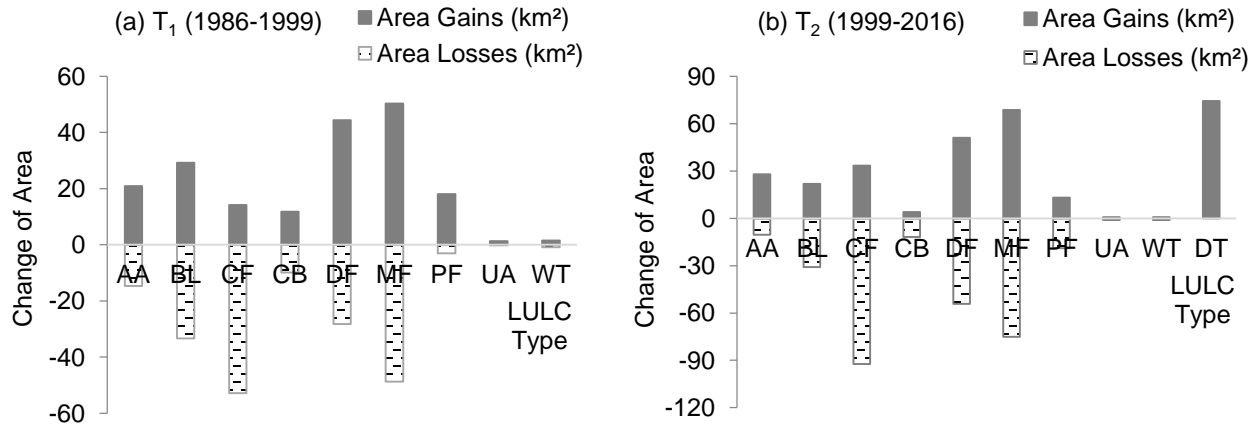 (a) T₁ (1986-1999)
Area Gains (km²)
Area Losses (km²)
Change of Area
60
40
20
0
-20
-40
-60
AA BL CF CB DF MF PF UA WT
LULC
Type
(b) T₂ (1999-2016)
Area Gains (km²)
Area Losses (km²)
Change of Area
90
60
30
0
-30
-60
-90
-120
AA BL CF CB DF MF PF UA WT DT
LULC
Type